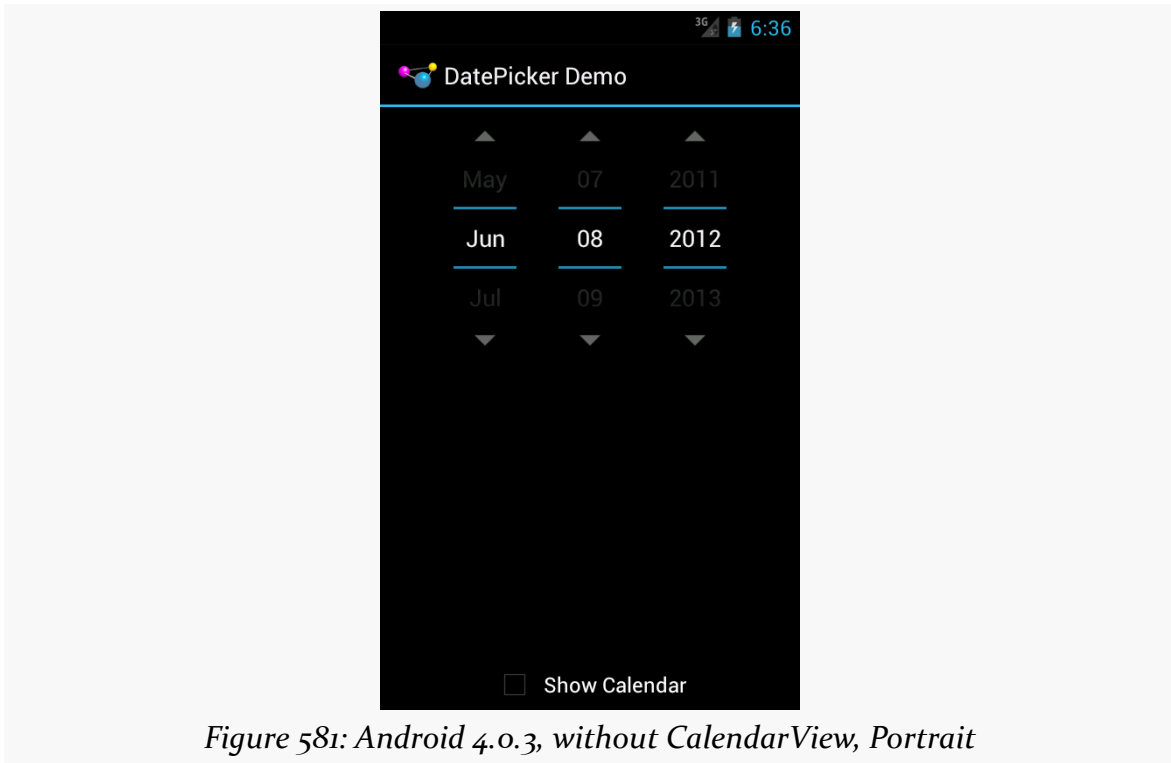 3G
6:36
DatePicker Demo
May 07 2011
Jun 08 2012
Jul 09 2013
Show Calendar
Figure 581: Android 4.0.3, without CalendarView, Portrait